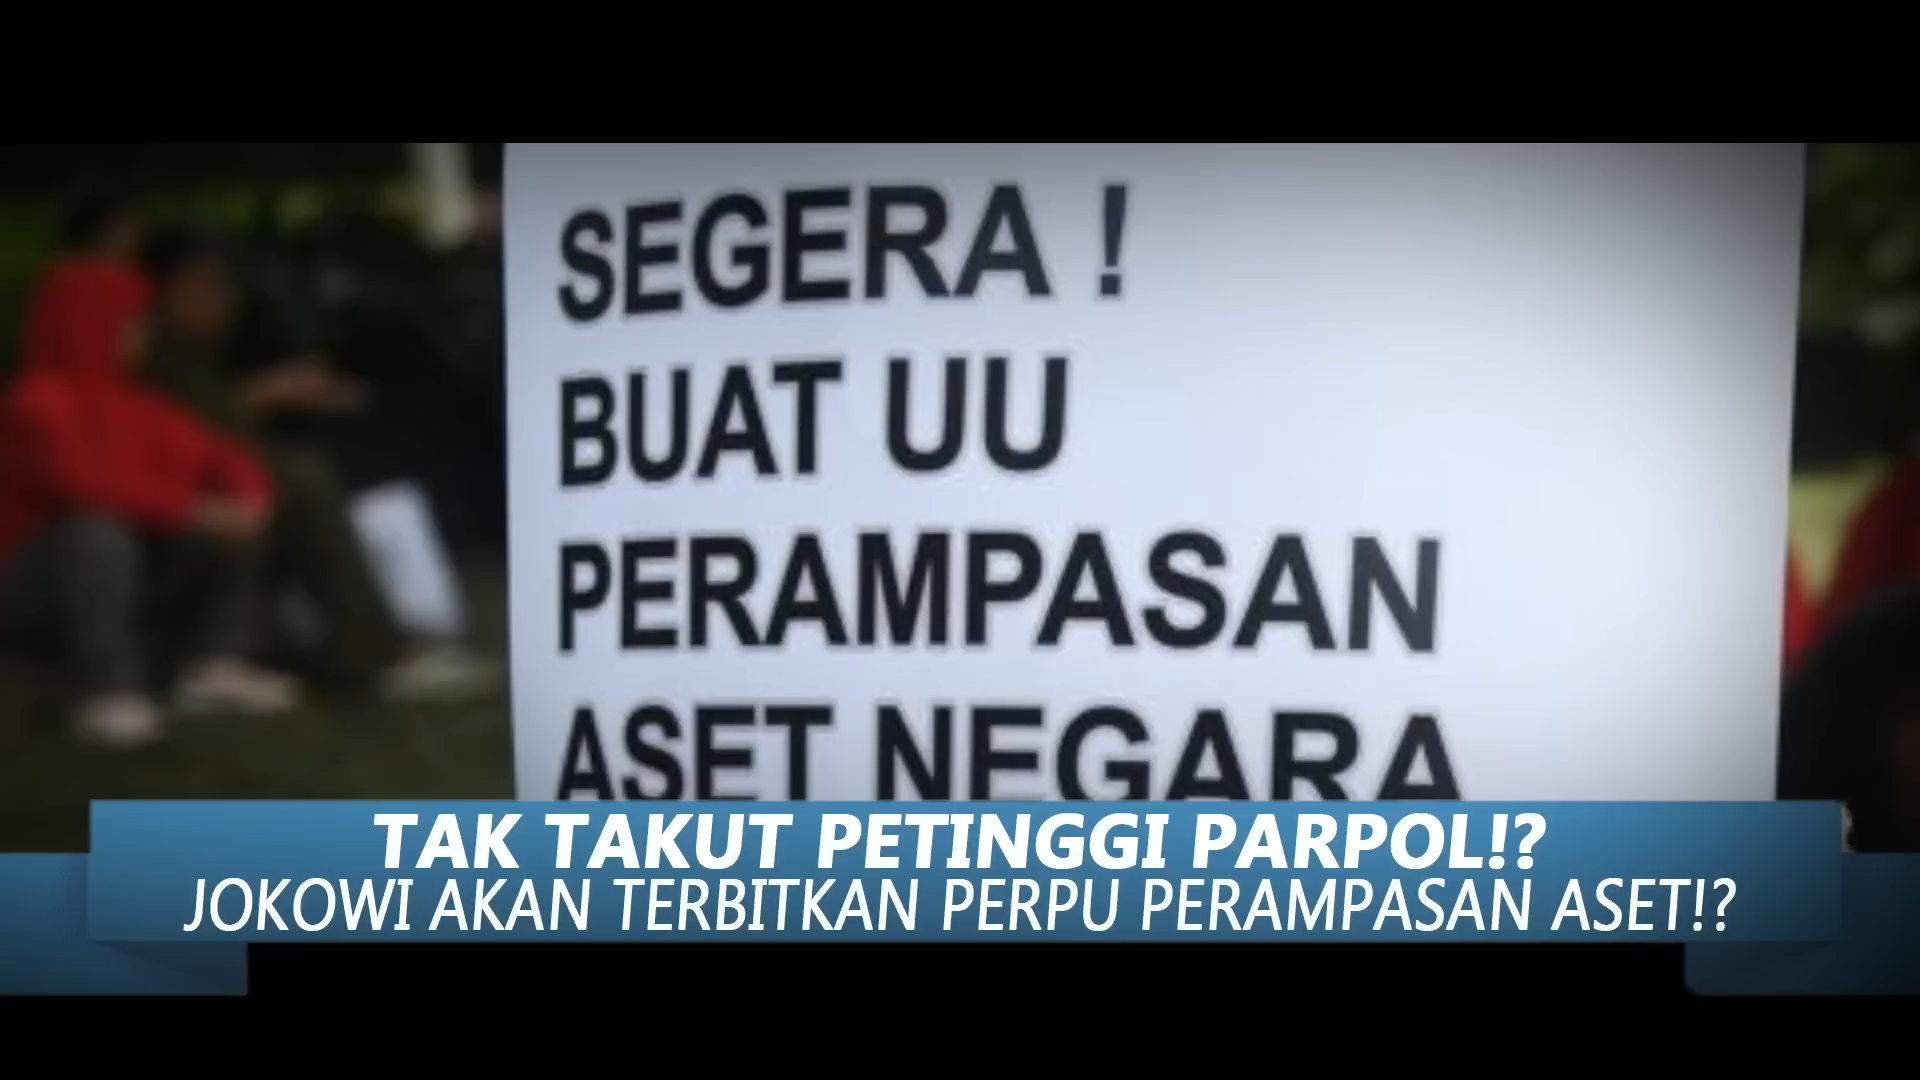 SEGERA !
BUAT UU
PERAMPASAN
ASET NEGARA
TAK TAKUT PETINGGI PARPOL!?
JOKOWI AKAN TERBITKAN PERPU PERAMPASAN ASET!?